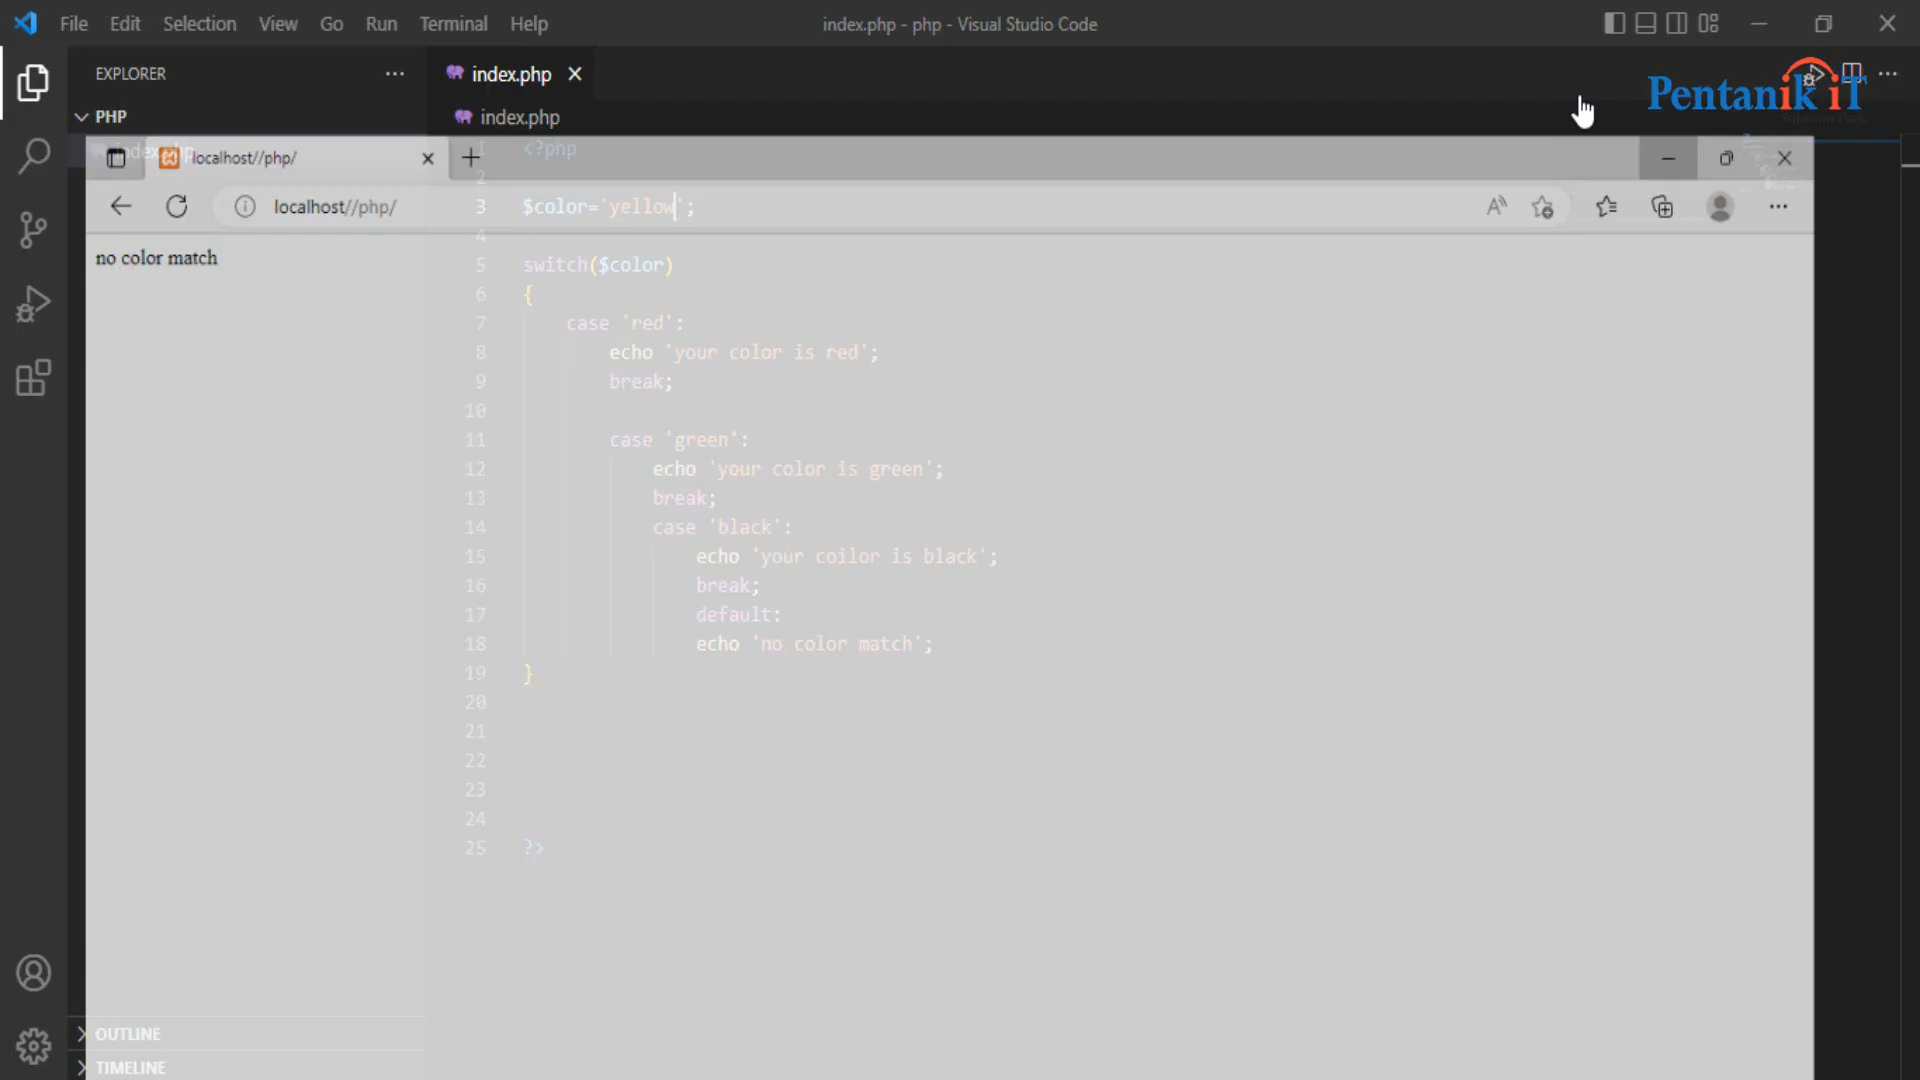 File Edit Selection View Go Run Terminal Help
index.php - php - Visual Studio Code
EXPLORER
index.php
Pentanik iT
Solution Park
PHP
index.php
index.php
localhost//php/
localhost//php/
no color match
1 <?php
2
3 $color='yellow';
4
5 switch($color)
6 {
7 case 'red':
8 echo 'your color is red';
9 break;
10
11 case 'green':
12 echo 'your color is green';
13 break;
14 case 'black':
15 echo 'your coilor is black';
16 break;
17 default:
18 echo 'no color match';
19 }
20
21
22
23
24
25 ?>
OUTLINE
TIMELINE